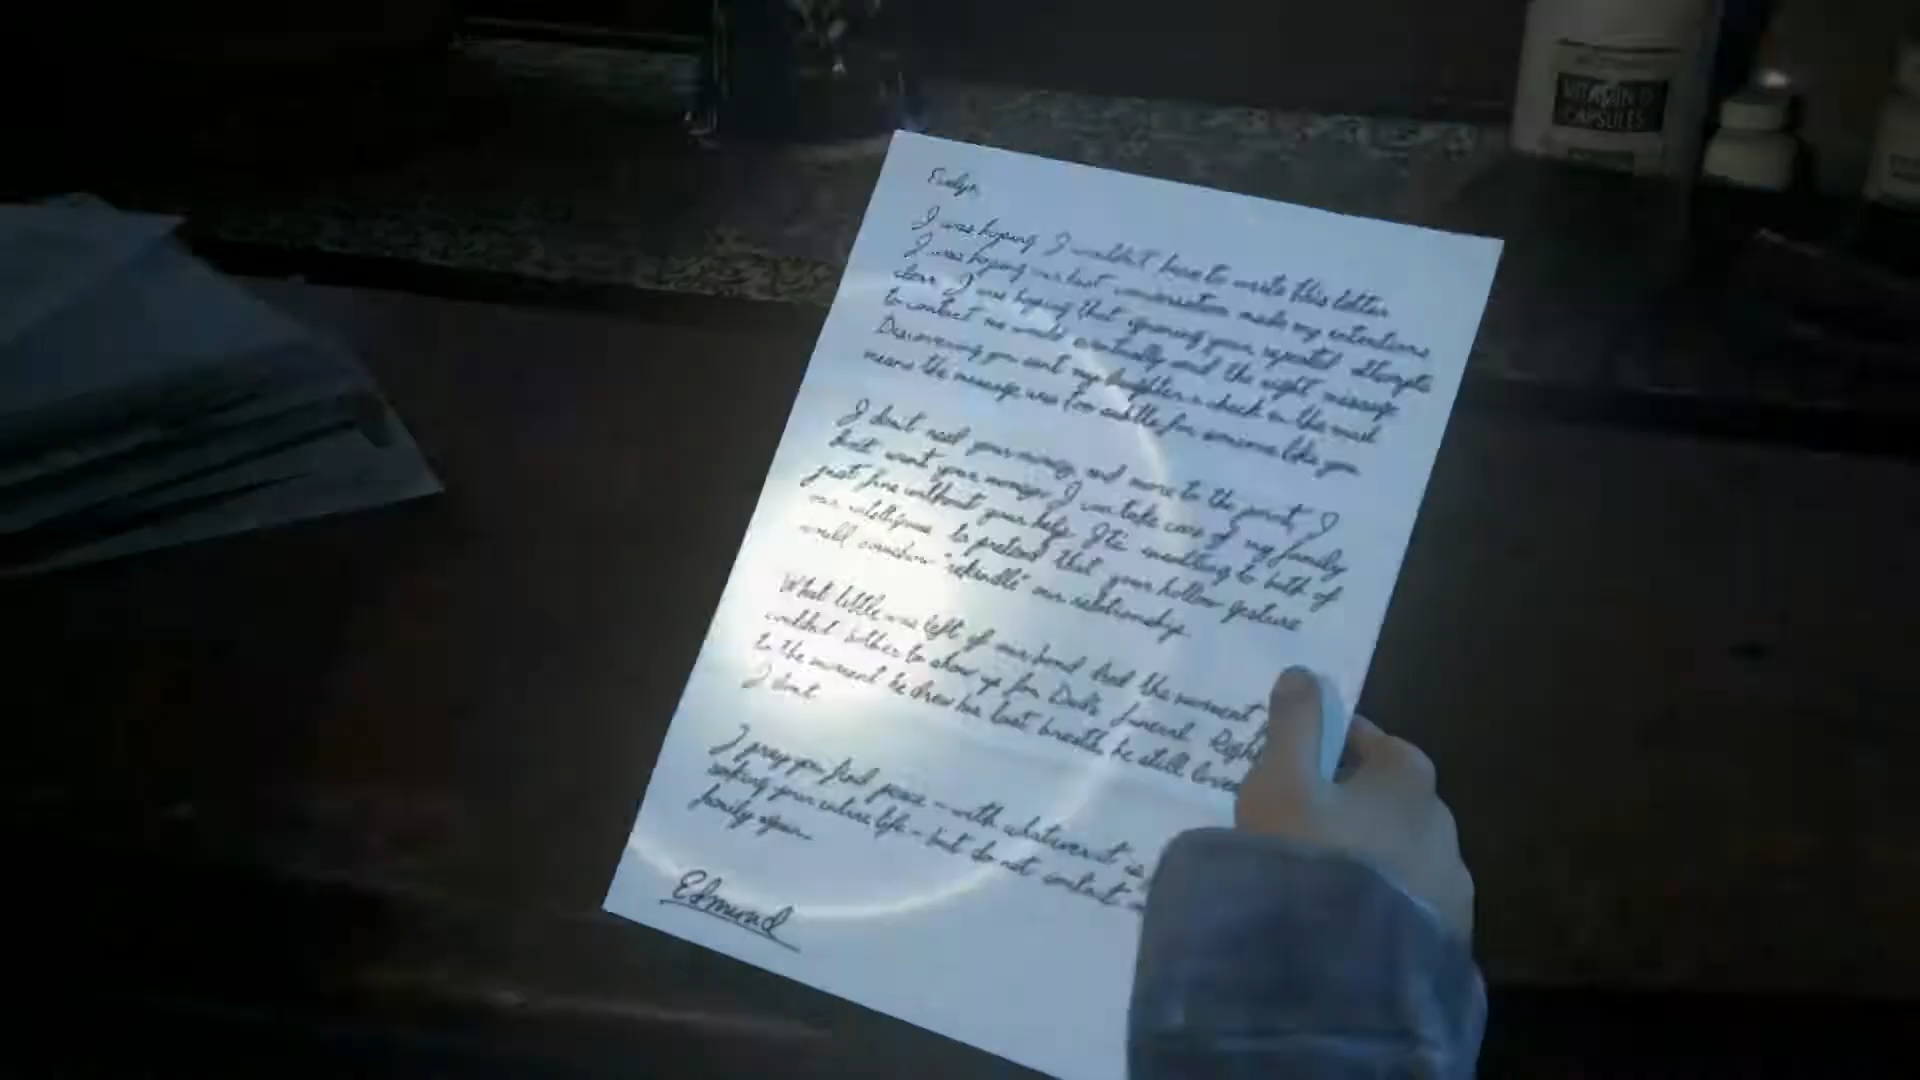 Evelyn,
I was hoping I wouldn't have to write this letter.
I was hoping our last conversation made my intentions
clear. I was hoping that ignoring your repeated attempts
to contact me would eventually send the right message.
Discovering you sent my daughter a check in the mail
means the message was too subtle for someone like you.
I don't need your money and more to the point, I
don't want your money. I can take care of my family
just fine without your help. It's insulting to both of
our intelligence to pretend that your hollow gesture
would somehow "rekindle" our relationship.
What little was left of our bond died the moment
couldn't bother to show up for Dad's funeral. Right
to the moment he drew his last breath, he still loved
I don't.
I pray you find peace - with whatever it is
seeking your entire life - but do not contact
family again.
Edmund
VITAMIN D
CAPSULES